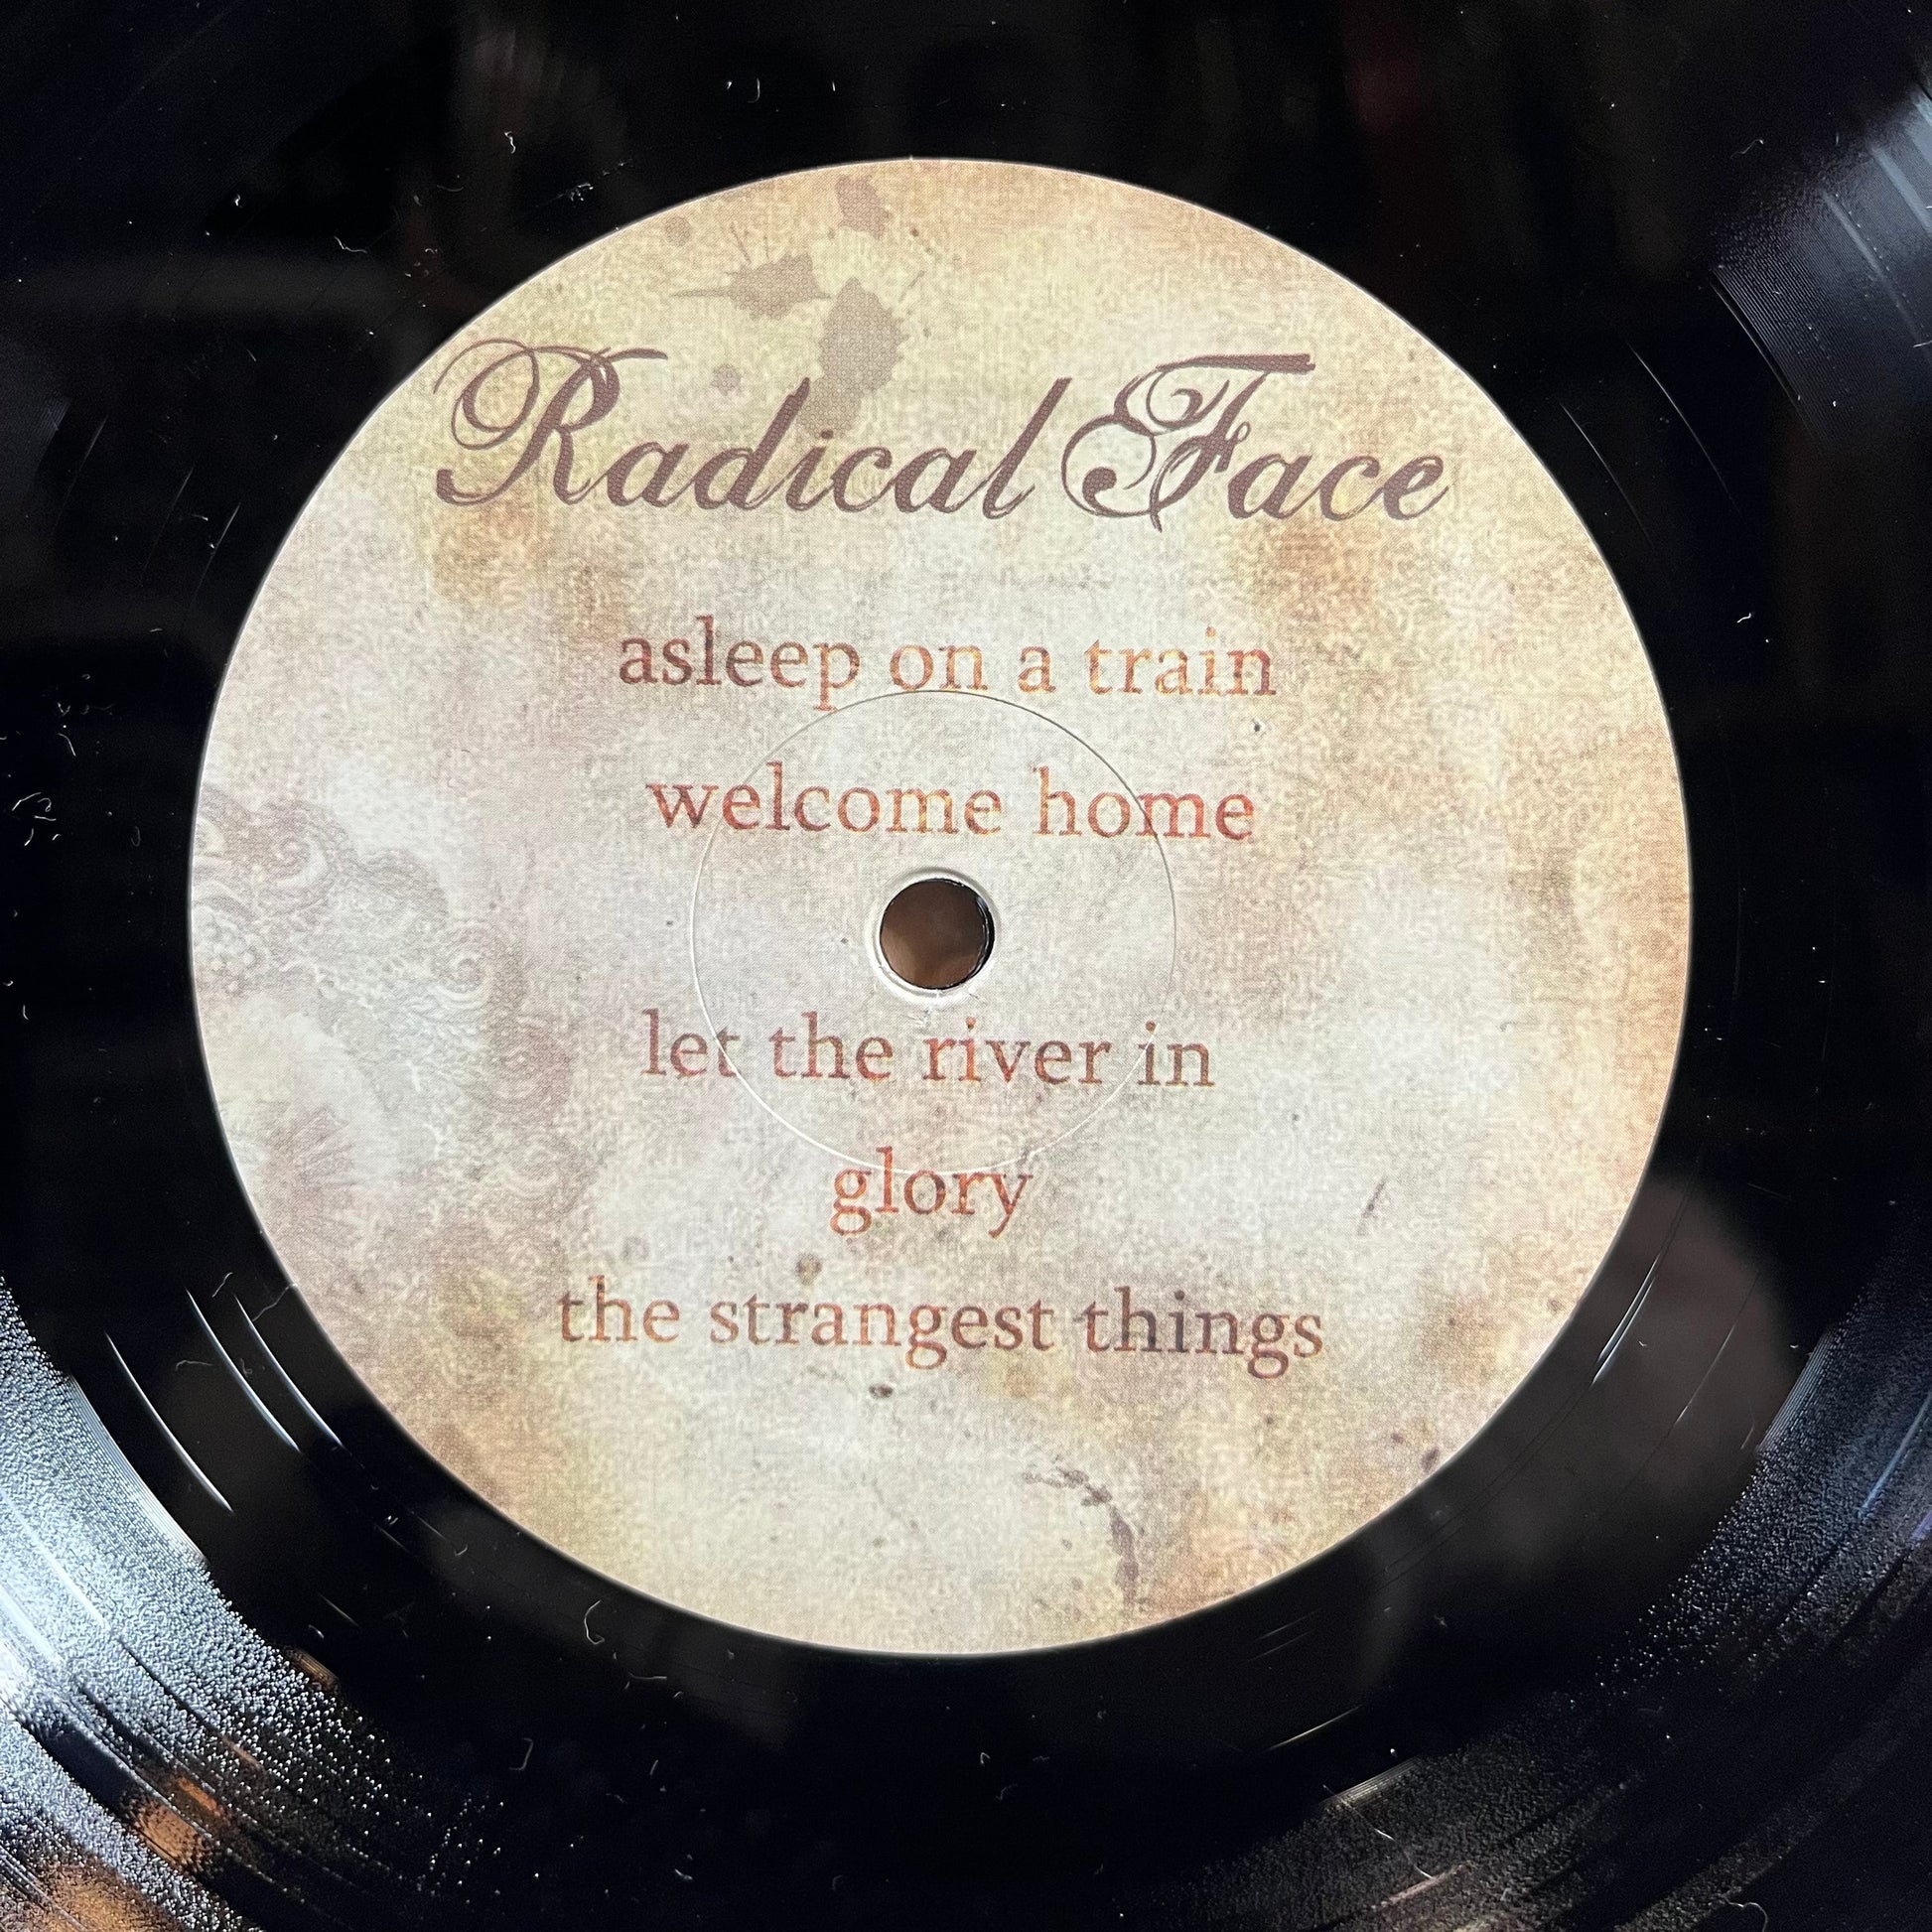 Radical Face
asleep on a train
welcome home
let the river in
glory
the strangest things